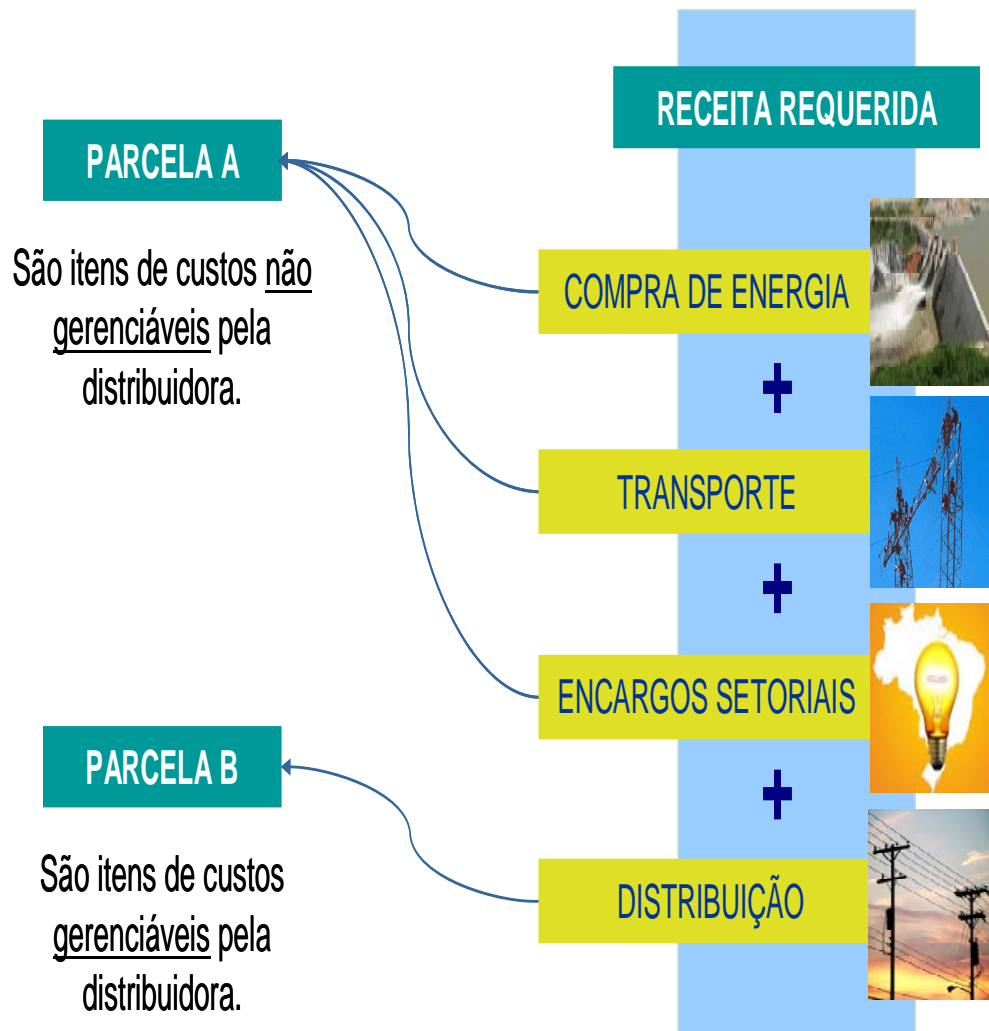 RECEITA REQUERIDA
PARCELA A
São itens de custos não
gerenciáveis pela
distribuidora.
COMPRA DE ENERGIA
+
TRANSPORTE
+
ENCARGOS SETORIAIS
+
DISTRIBUIÇÃO
PARCELA B
São itens de custos
gerenciáveis pela
distribuidora.